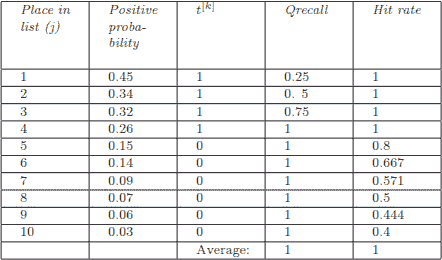 Place in list (j) Positive proba- bility t[k] Qrecall Hit rate
1 0.45 1 0.25 1
2 0.34 1 0. 5 1
3 0.32 1 0.75 1
4 0.26 1 1 1
5 0.15 0 1 0.8
6 0.14 0 1 0.667
7 0.09 0 1 0.571
8 0.07 0 1 0.5
9 0.06 0 1 0.444
10 0.03 0 1 0.4
Average: 1 1